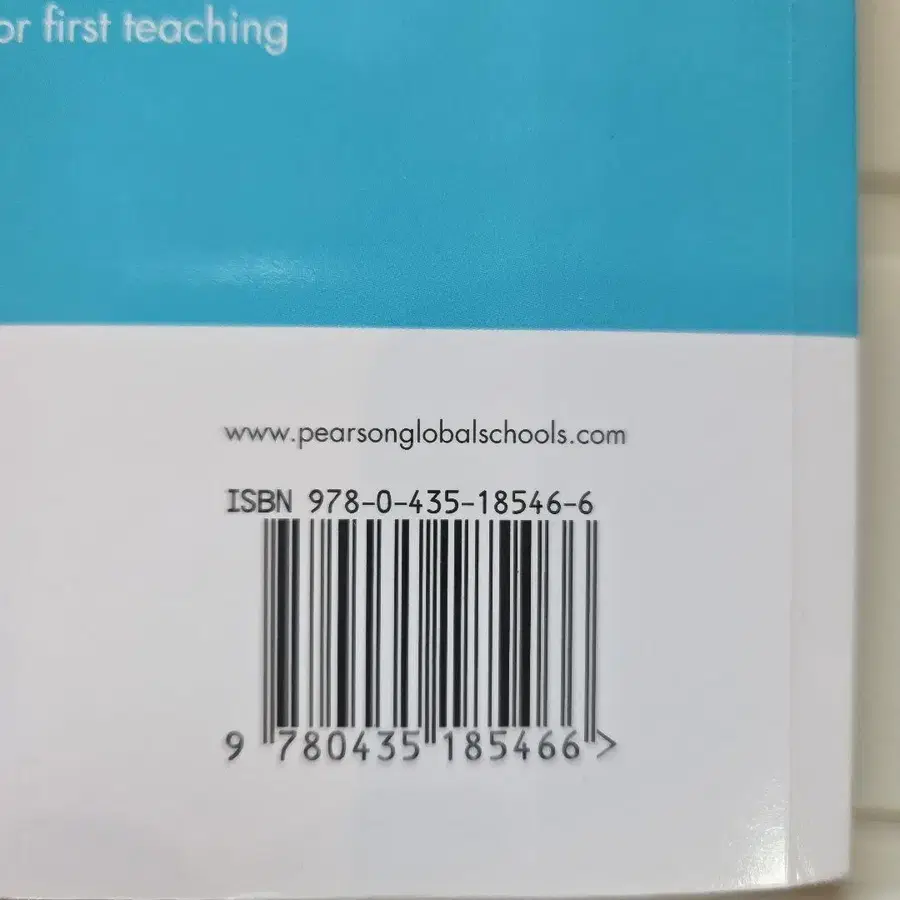 or first teaching
www.pearsonglobalschools.com
ISBN 978-0-435-18546-6
9 780435 185466 >